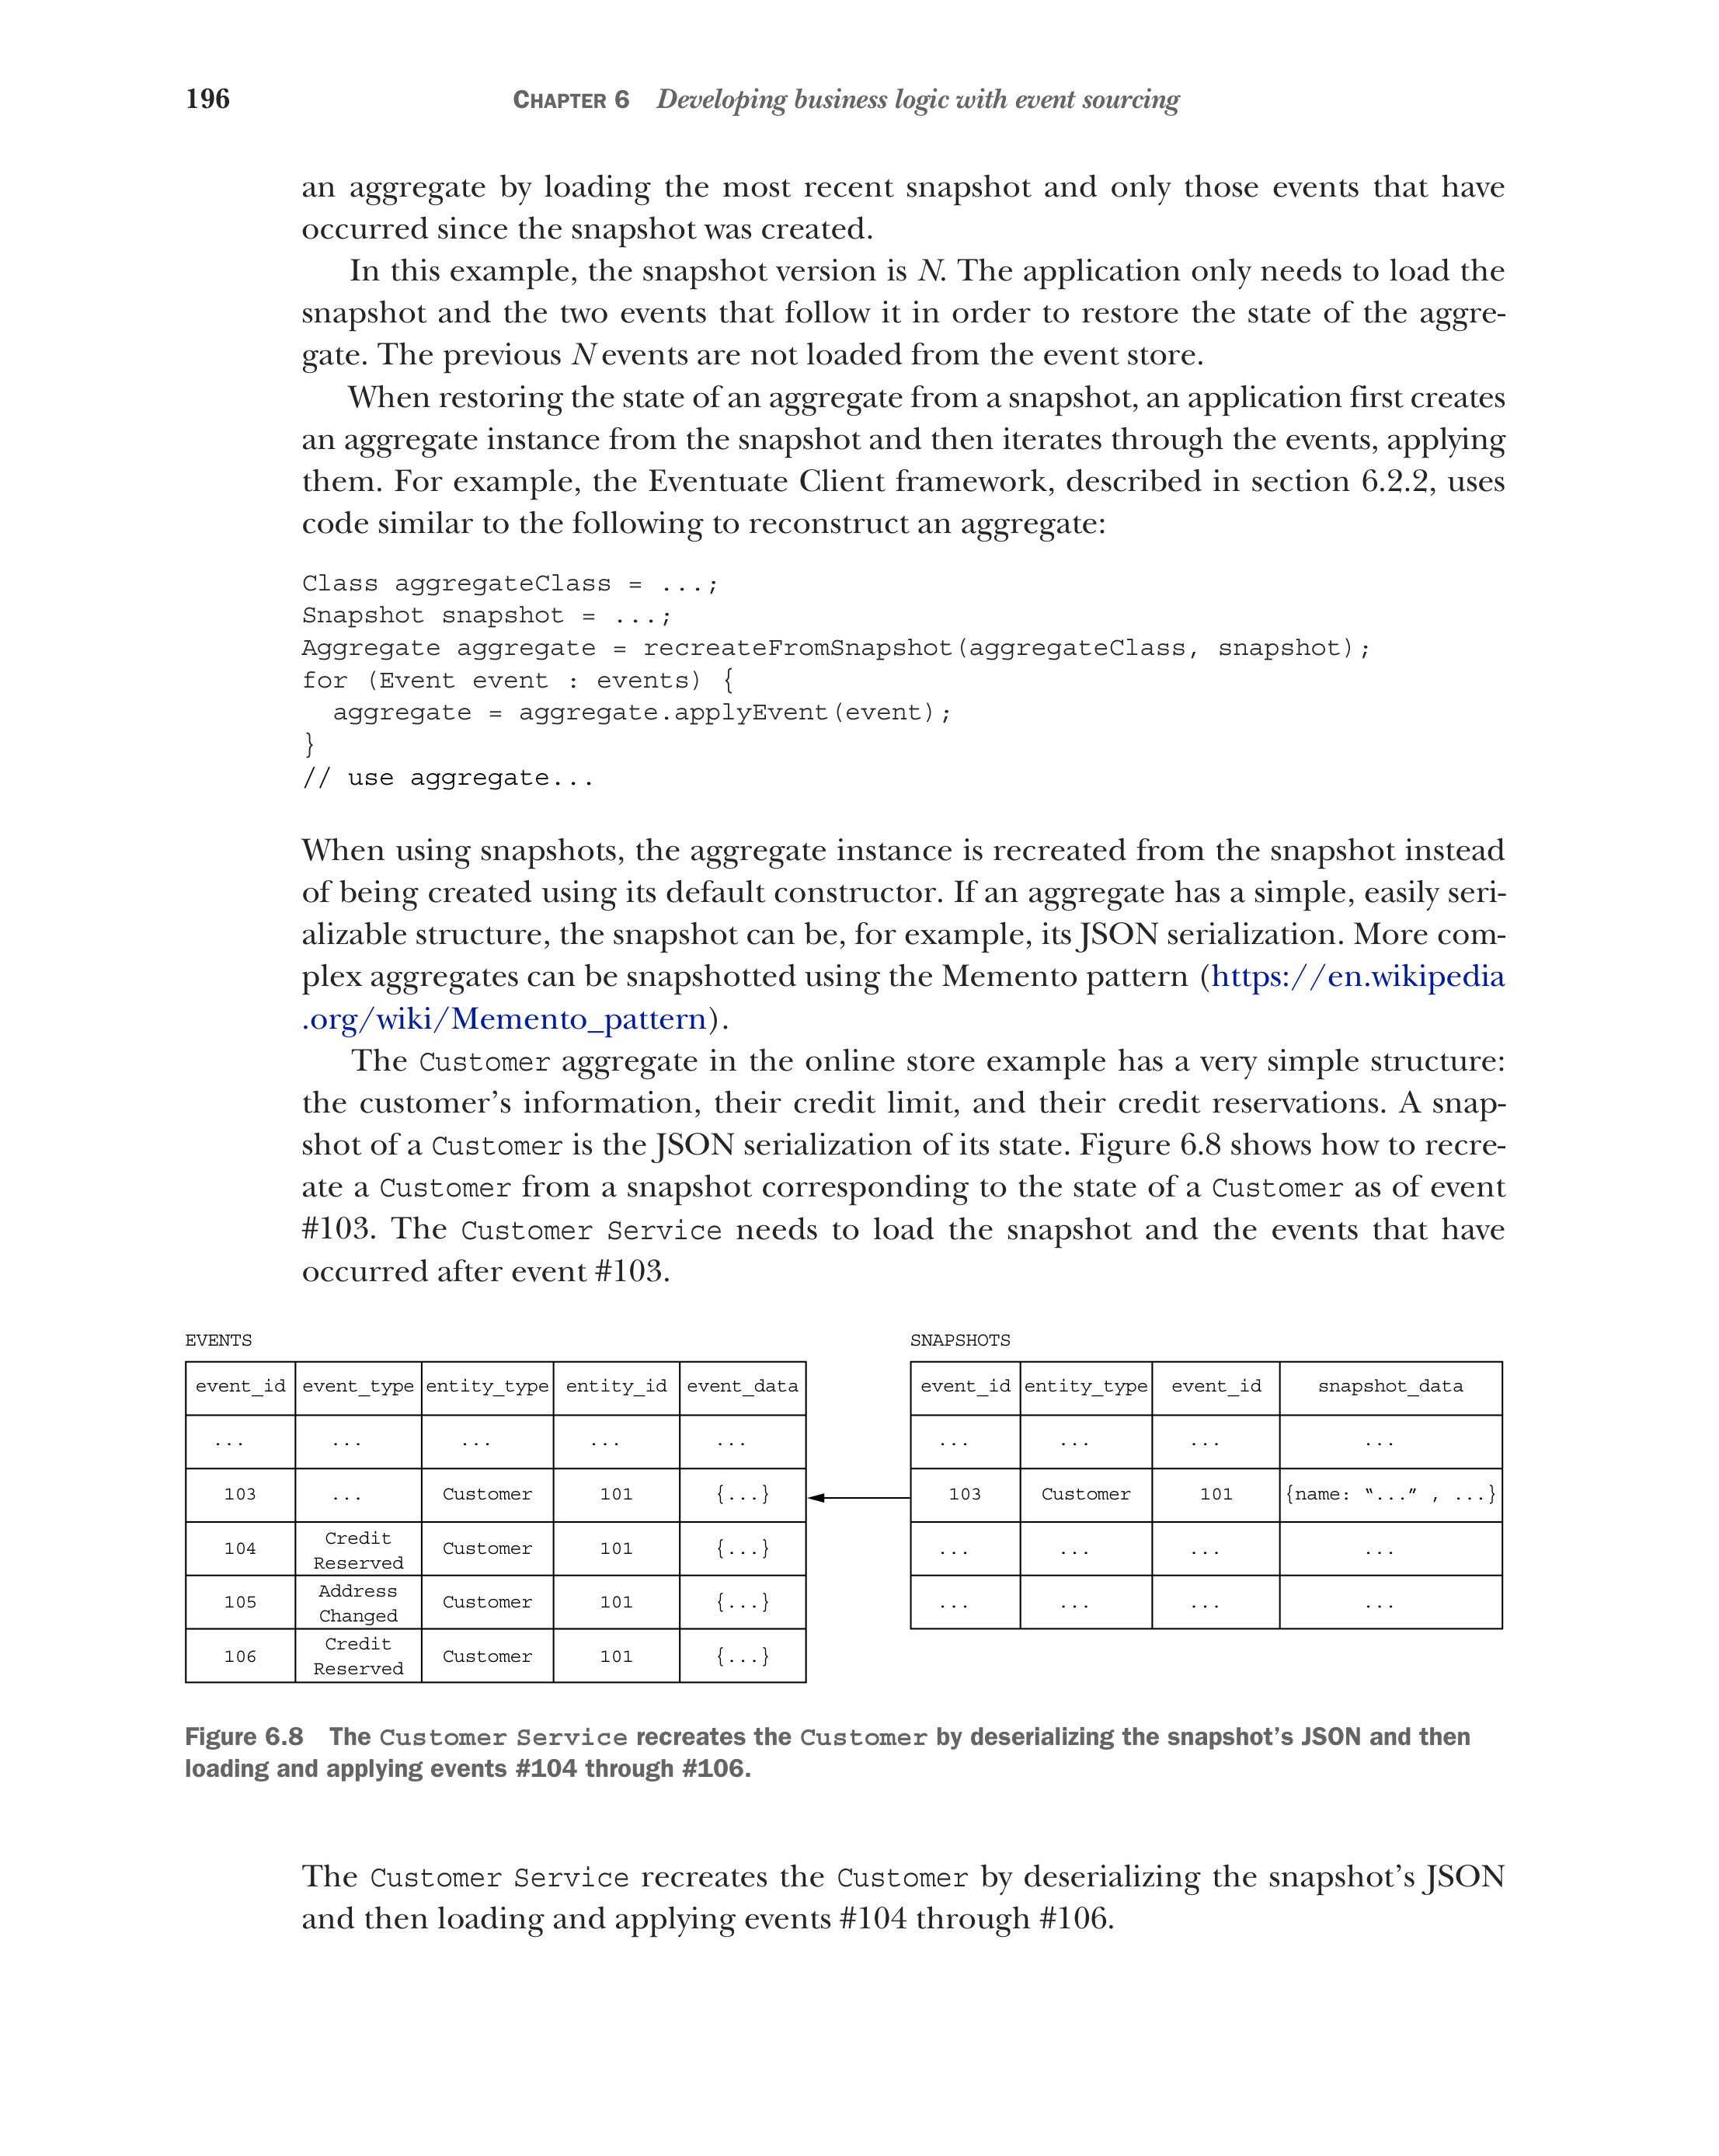 196
CHAPTER 6 Developing business logic with event sourcing
an aggregate by loading the most recent snapshot and only those events that have
occurred since the snapshot was created.
In this example, the snapshot version is N. The application only needs to load the
snapshot and the two events that follow it in order to restore the state of the aggre-
gate. The previous N events are not loaded from the event store.
When restoring the state of an aggregate from a snapshot, an application first creates
an aggregate instance from the snapshot and then iterates through the events, applying
them. For example, the Eventuate Client framework, described in section 6.2.2, uses
code similar to the following to reconstruct an aggregate:
Class aggregateClass = ...;
Snapshot snapshot = ...;
Aggregate aggregate = recreateFromSnapshot(aggregateClass, snapshot);
for (Event event : events) {
  aggregate = aggregate.applyEvent(event);
}
// use aggregate...
When using snapshots, the aggregate instance is recreated from the snapshot instead
of being created using its default constructor. If an aggregate has a simple, easily seri-
alizable structure, the snapshot can be, for example, its JSON serialization. More com-
plex aggregates can be snapshotted using the Memento pattern (https://en.wikipedia
.org/wiki/Memento_pattern).
The Customer aggregate in the online store example has a very simple structure:
the customer's information, their credit limit, and their credit reservations. A snap-
shot of a Customer is the JSON serialization of its state. Figure 6.8 shows how to recre-
ate a Customer from a snapshot corresponding to the state of a Customer as of event
#103. The Customer Service needs to load the snapshot and the events that have
occurred after event #103.
EVENTS
event_id event_type entity_type entity_id event_data
... ... ... ... ...
103 ... Customer 101 {...}
104 Credit Reserved Customer 101 {...}
105 Address Changed Customer 101 {...}
106 Credit Reserved Customer 101 {...}
SNAPSHOTS
event_id entity_type event_id snapshot_data
... ... ... ...
103 Customer 101 {name: “...” , ...}
... ... ... ...
... ... ... ...
Figure 6.8 The Customer Service recreates the Customer by deserializing the snapshot's JSON and then
loading and applying events #104 through #106.
The Customer Service recreates the Customer by deserializing the snapshot's JSON
and then loading and applying events #104 through #106.